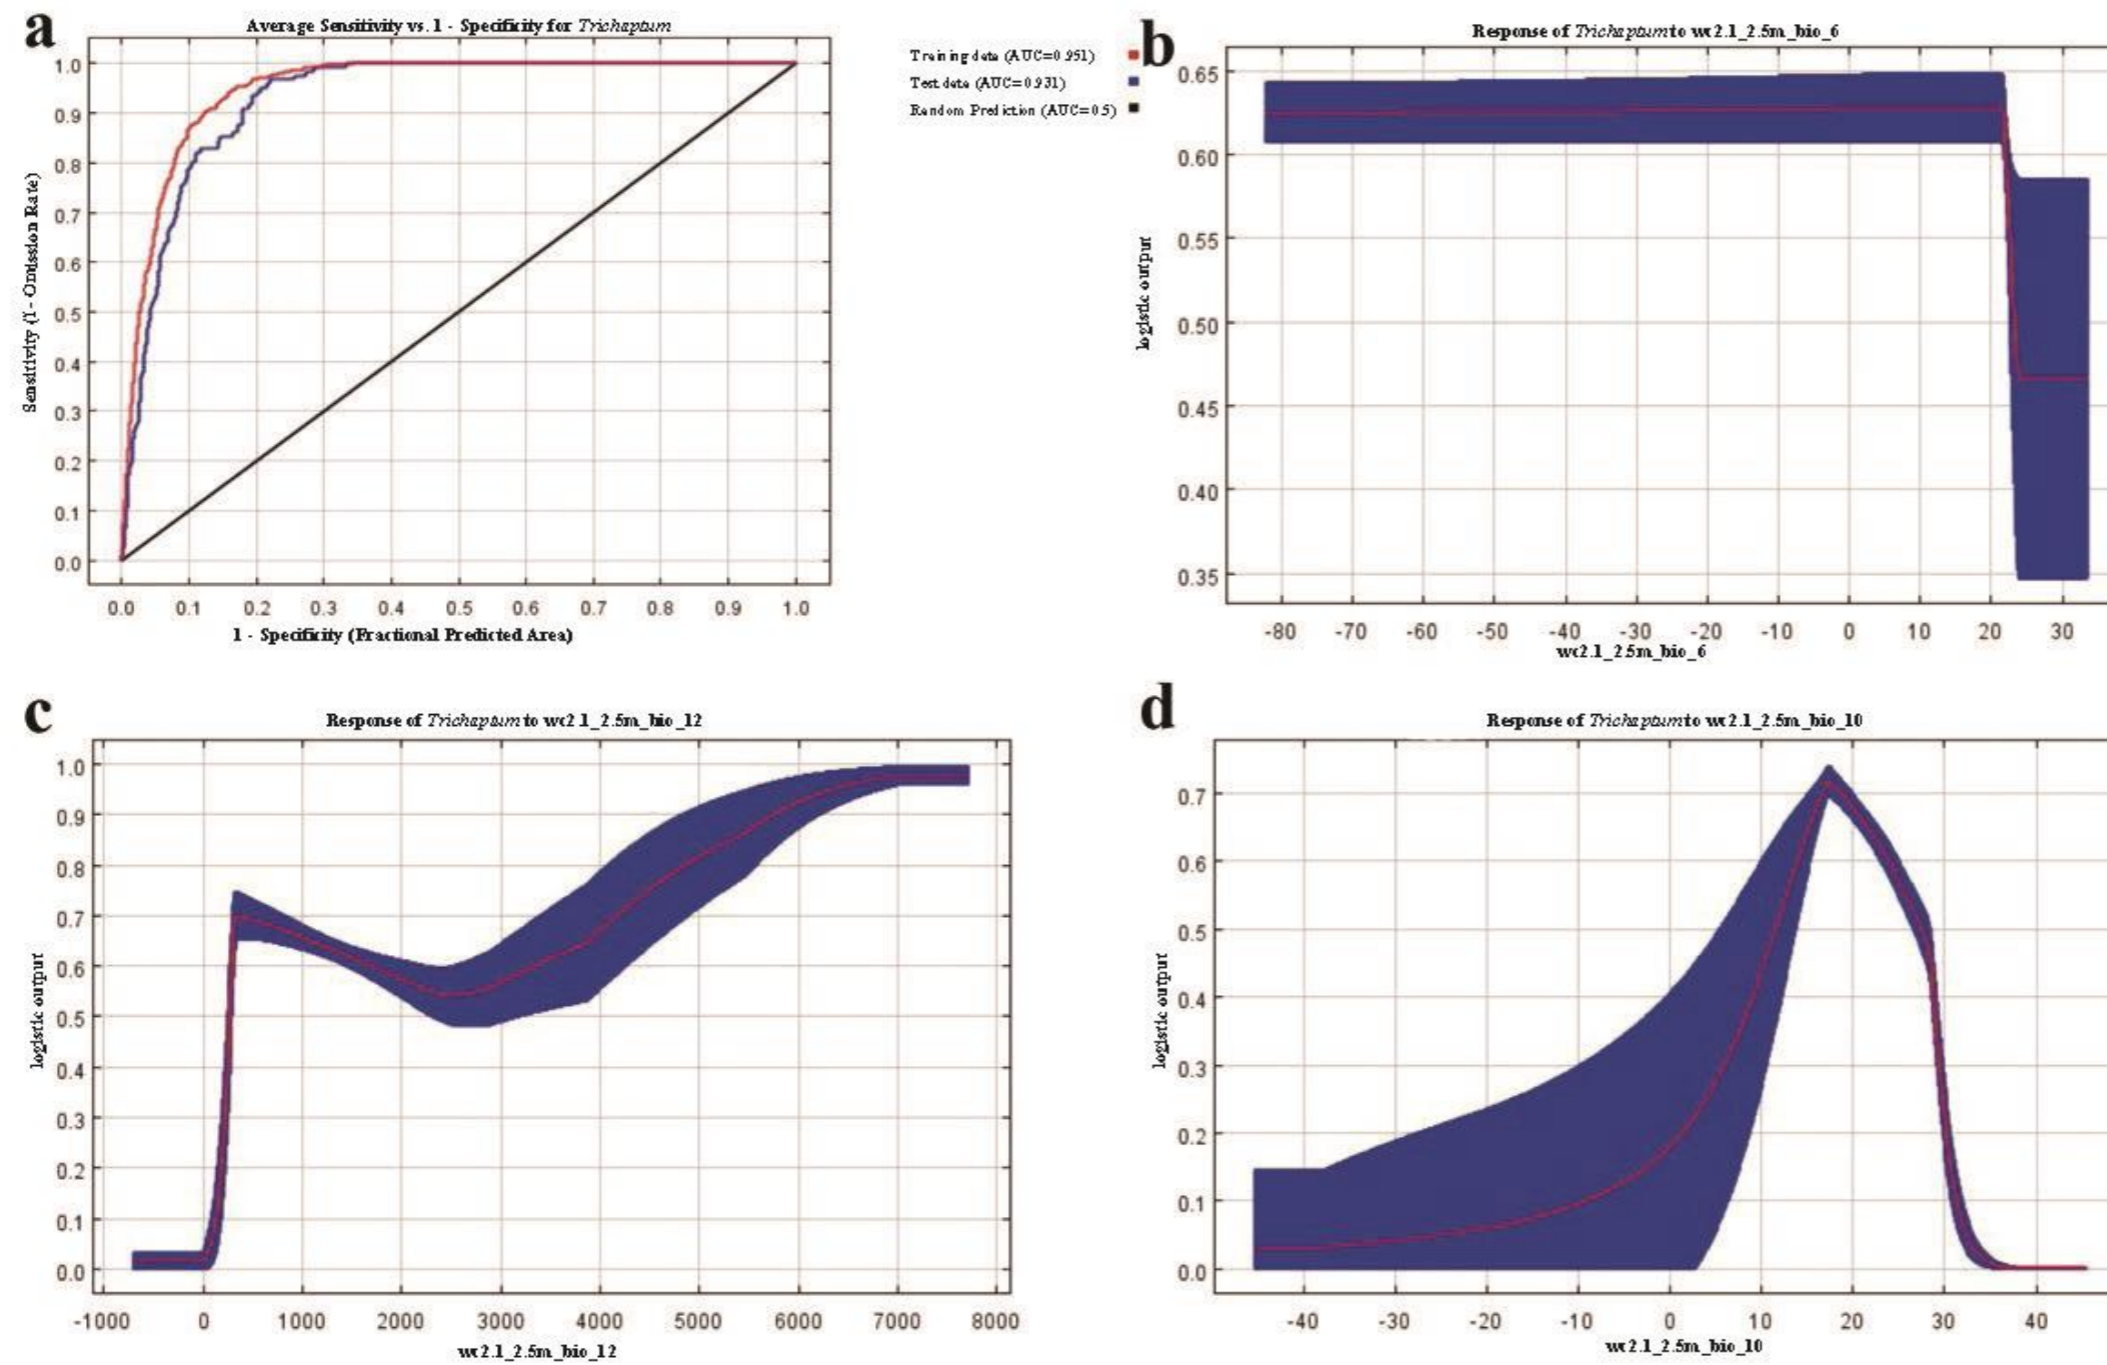 a
Average Sensitivity vs. 1 - Specificity for Trichaptum
Training data (AUC=0.951)
Test data (AUC=0.931)
Random Prediction (AUC=0.5)
Sensitivity (1 - Omission Rate)
1.0
0.9
0.8
0.7
0.6
0.5
0.4
0.3
0.2
0.1
0.0
0.0 0.1 0.2 0.3 0.4 0.5 0.6 0.7 0.8 0.9 1.0
1 - Specificity (Fractional Predicted Area)
b
Response of Trichaptum to wc2.1_2.5m_bio_6
logistic output
0.65
0.60
0.55
0.50
0.45
0.40
0.35
-80 -70 -60 -50 -40 -30 -20 -10 0 10 20 30
wc2.1_2.5m_bio_6
c
Response of Trichaptum to wc2.1_2.5m_bio_12
logistic output
1.0
0.9
0.8
0.7
0.6
0.5
0.4
0.3
0.2
0.1
0.0
-1000 0 1000 2000 3000 4000 5000 6000 7000 8000
wc2.1_2.5m_bio_12
d
Response of Trichaptum to wc2.1_2.5m_bio_10
logistic output
0.7
0.6
0.5
0.4
0.3
0.2
0.1
0.0
-40 -30 -20 -10 0 10 20 30 40
wc2.1_2.5m_bio_10